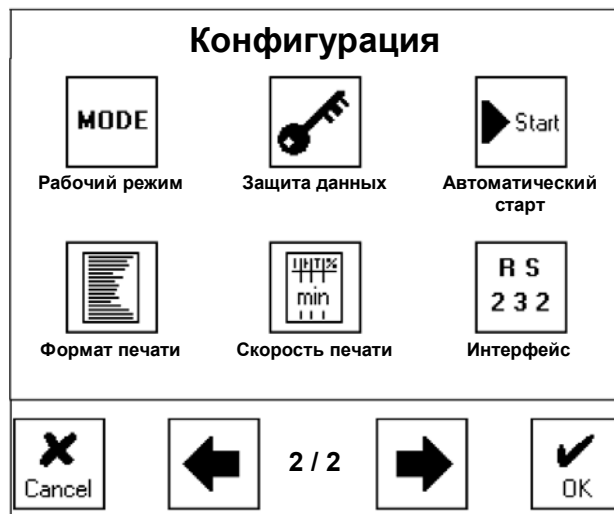 Конфигурация
MODE
Start
Рабочий режим
Защита данных
Автоматический
старт
min
R S
2 3 2
Формат печати
Скорость печати
Интерфейс
Cancel
2 / 2
OK